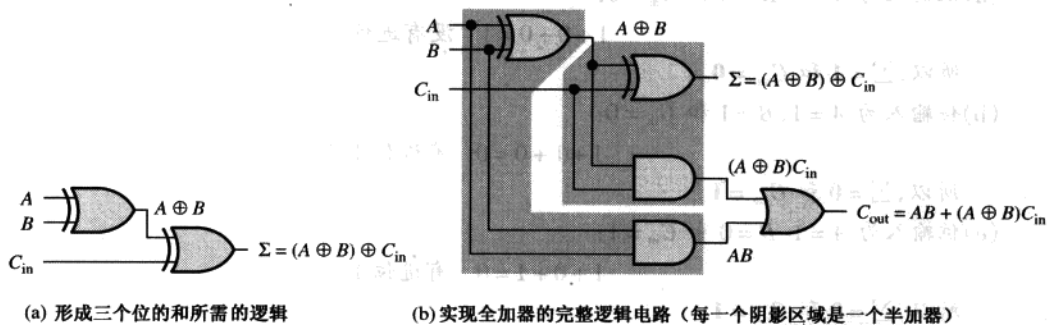 A
B
C_in
A ⊕ B
Σ = (A ⊕ B) ⊕ C_in
(A ⊕ B)C_in
C_out = AB + (A ⊕ B)C_in
AB
A
B
C_in
A ⊕ B
Σ = (A ⊕ B) ⊕ C_in
(a) 形成三个位的和所需的逻辑
(b) 实现全加器的完整逻辑电路（每一个阴影区域是一个半加器）